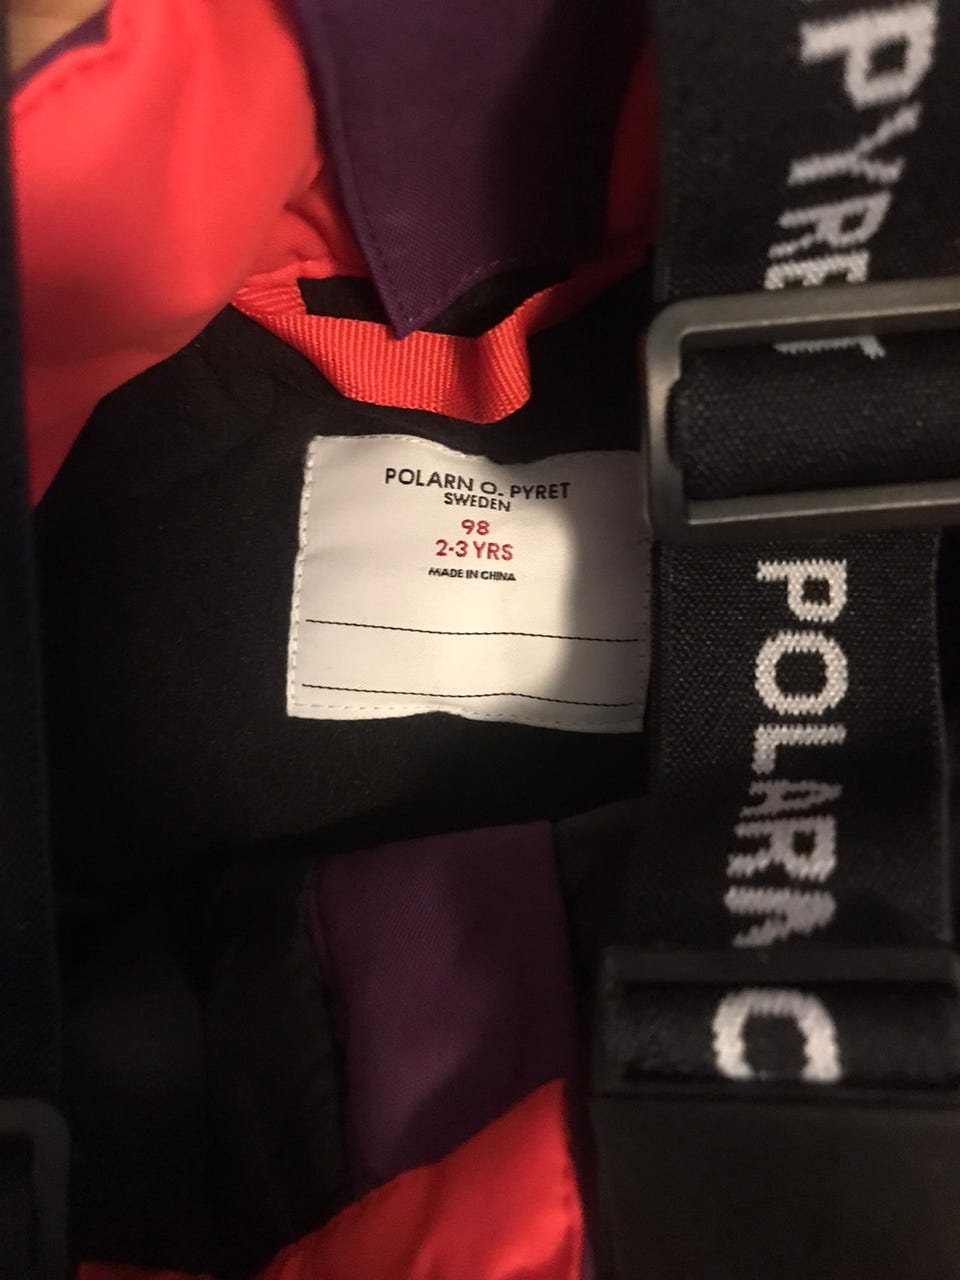 POLARN O. PYRET
SWEDEN
98
2-3 YRS
MADE IN CHINA
PYRET
POLARN